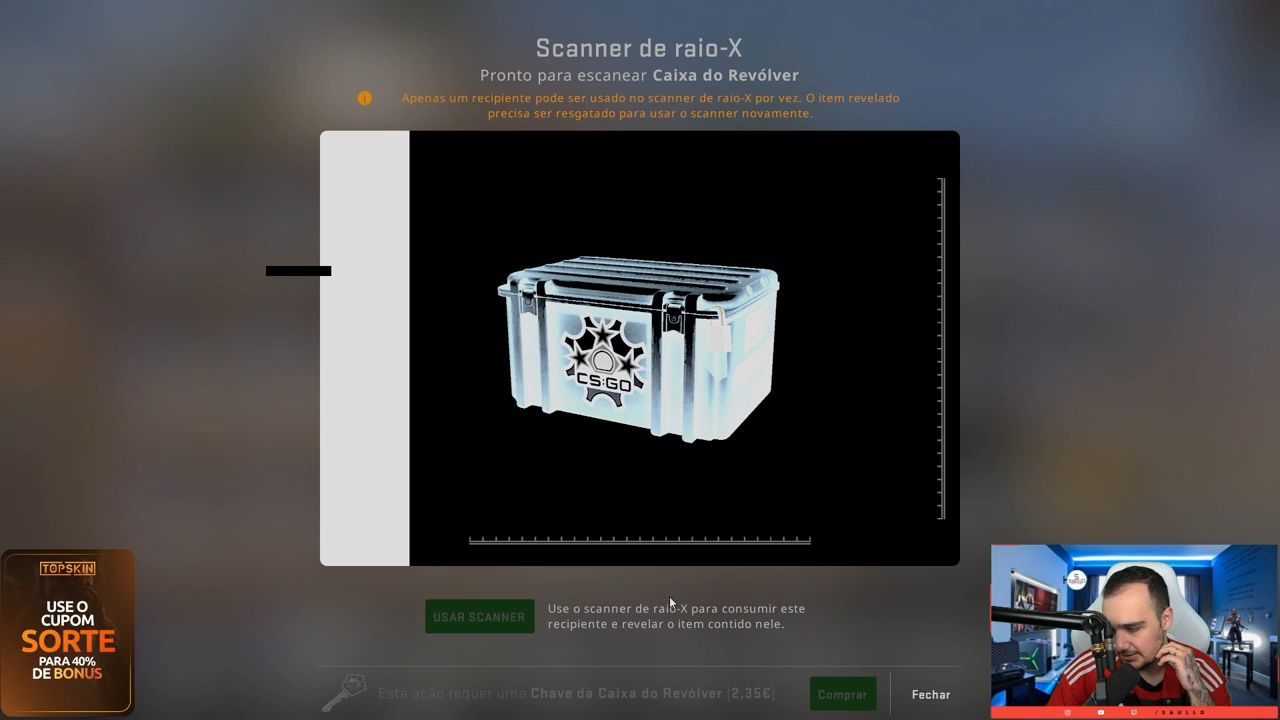 Scanner de raio-X
Pronto para escanear Caixa do Revólver
Apenas um recipiente pode ser usado no scanner de raio-X por vez. O item revelado
precisa ser resgatado para usar o scanner novamente.
CS:GO
USAR SCANNER
Use o scanner de raio-X para consumir este
recipiente e revelar o item contido nele.
Esta ação requer uma Chave da Caixa do Revólver [2,35€]
Comprar
Fechar
TOPSKIN
USE O
CUPOM
SORTE
PARA 40%
DE BONUS
/SAULLO